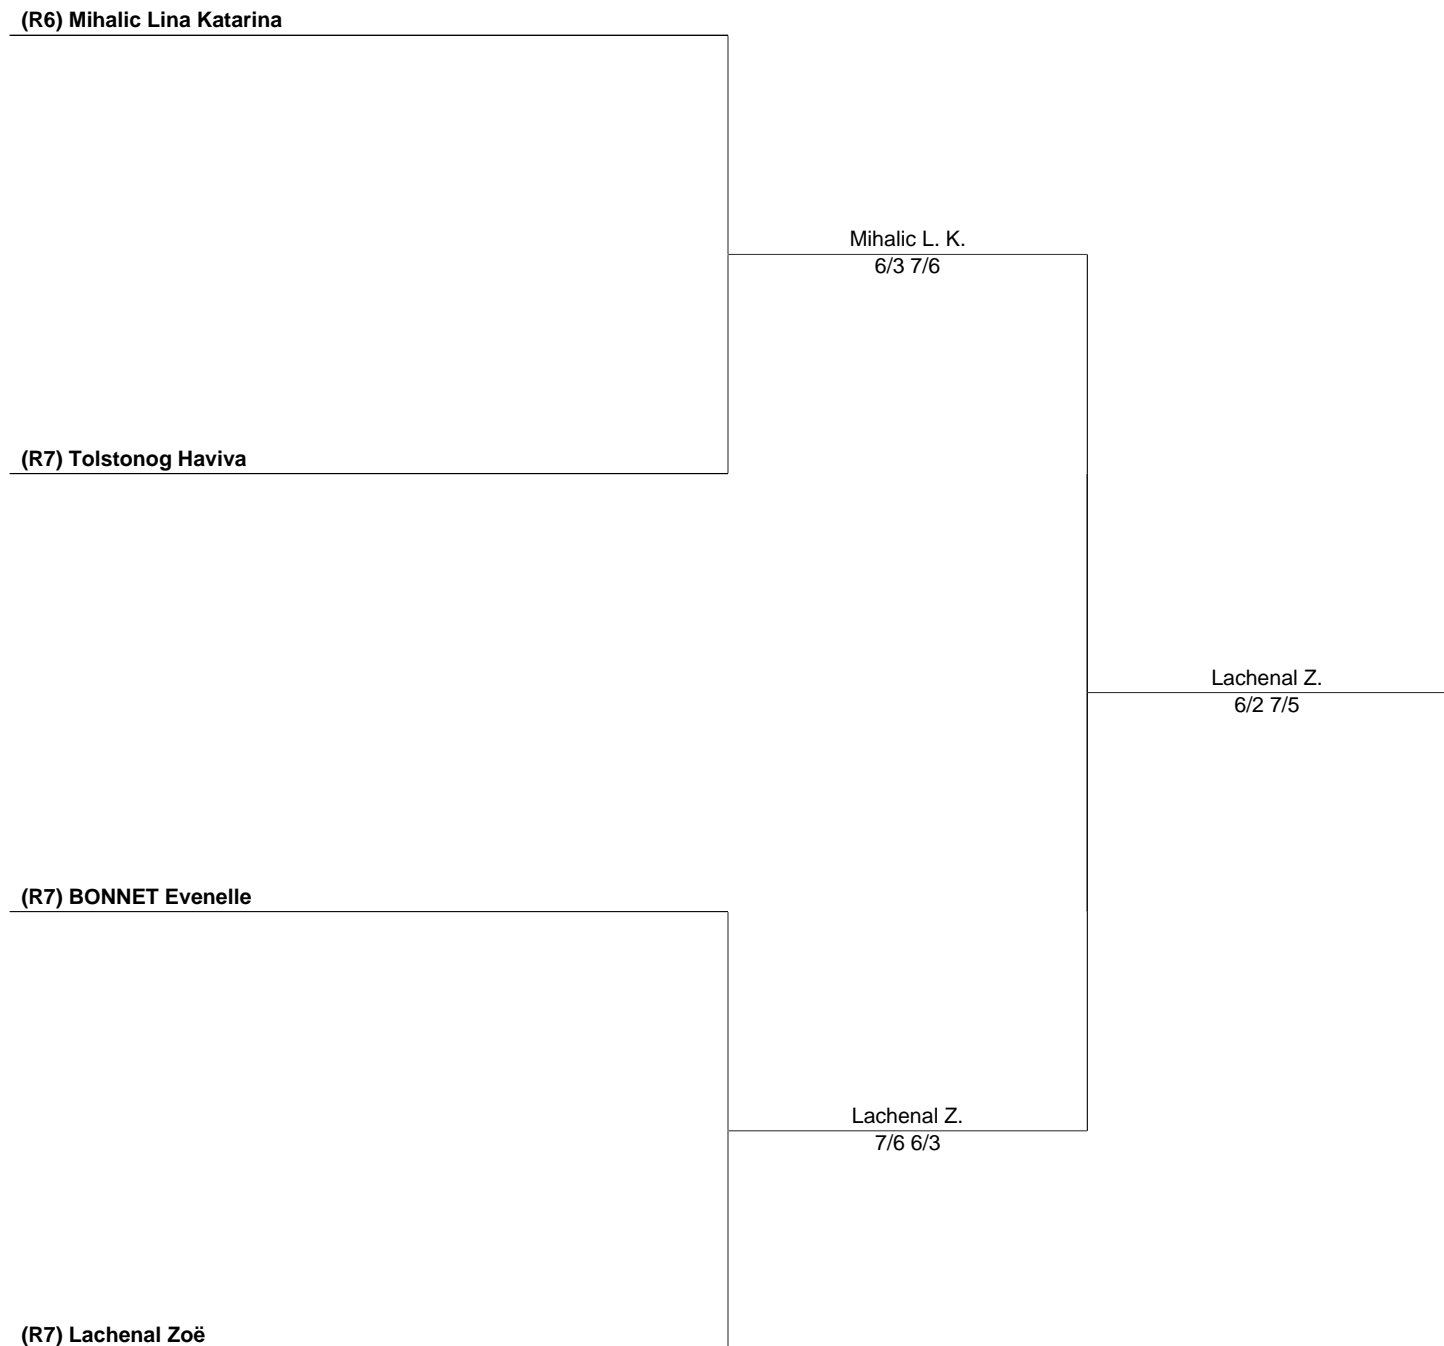 (R6) Mihalic Lina Katarina
Mihalic L. K.
6/3 7/6
(R7) Tolstonog Haviva
Lachenal Z.
6/2 7/5
(R7) BONNET Evenelle
Lachenal Z.
7/6 6/3
(R7) Lachenal Zoë